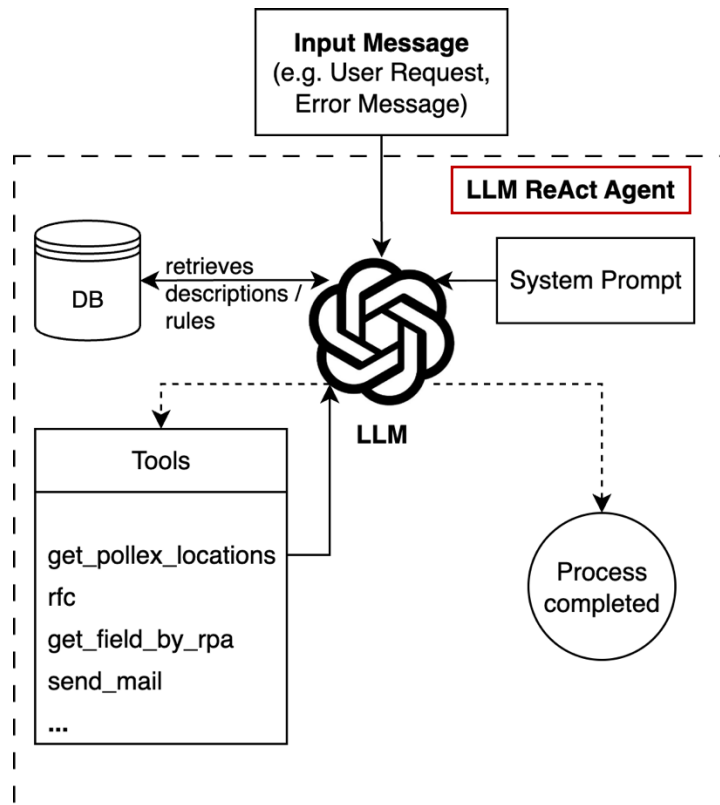 Input Message
(e.g. User Request,
Error Message)
LLM ReAct Agent
DB
retrieves
descriptions /
rules
System Prompt
LLM
Tools
get_pollex_locations
rfc
get_field_by_rpa
send_mail
...
Process
completed